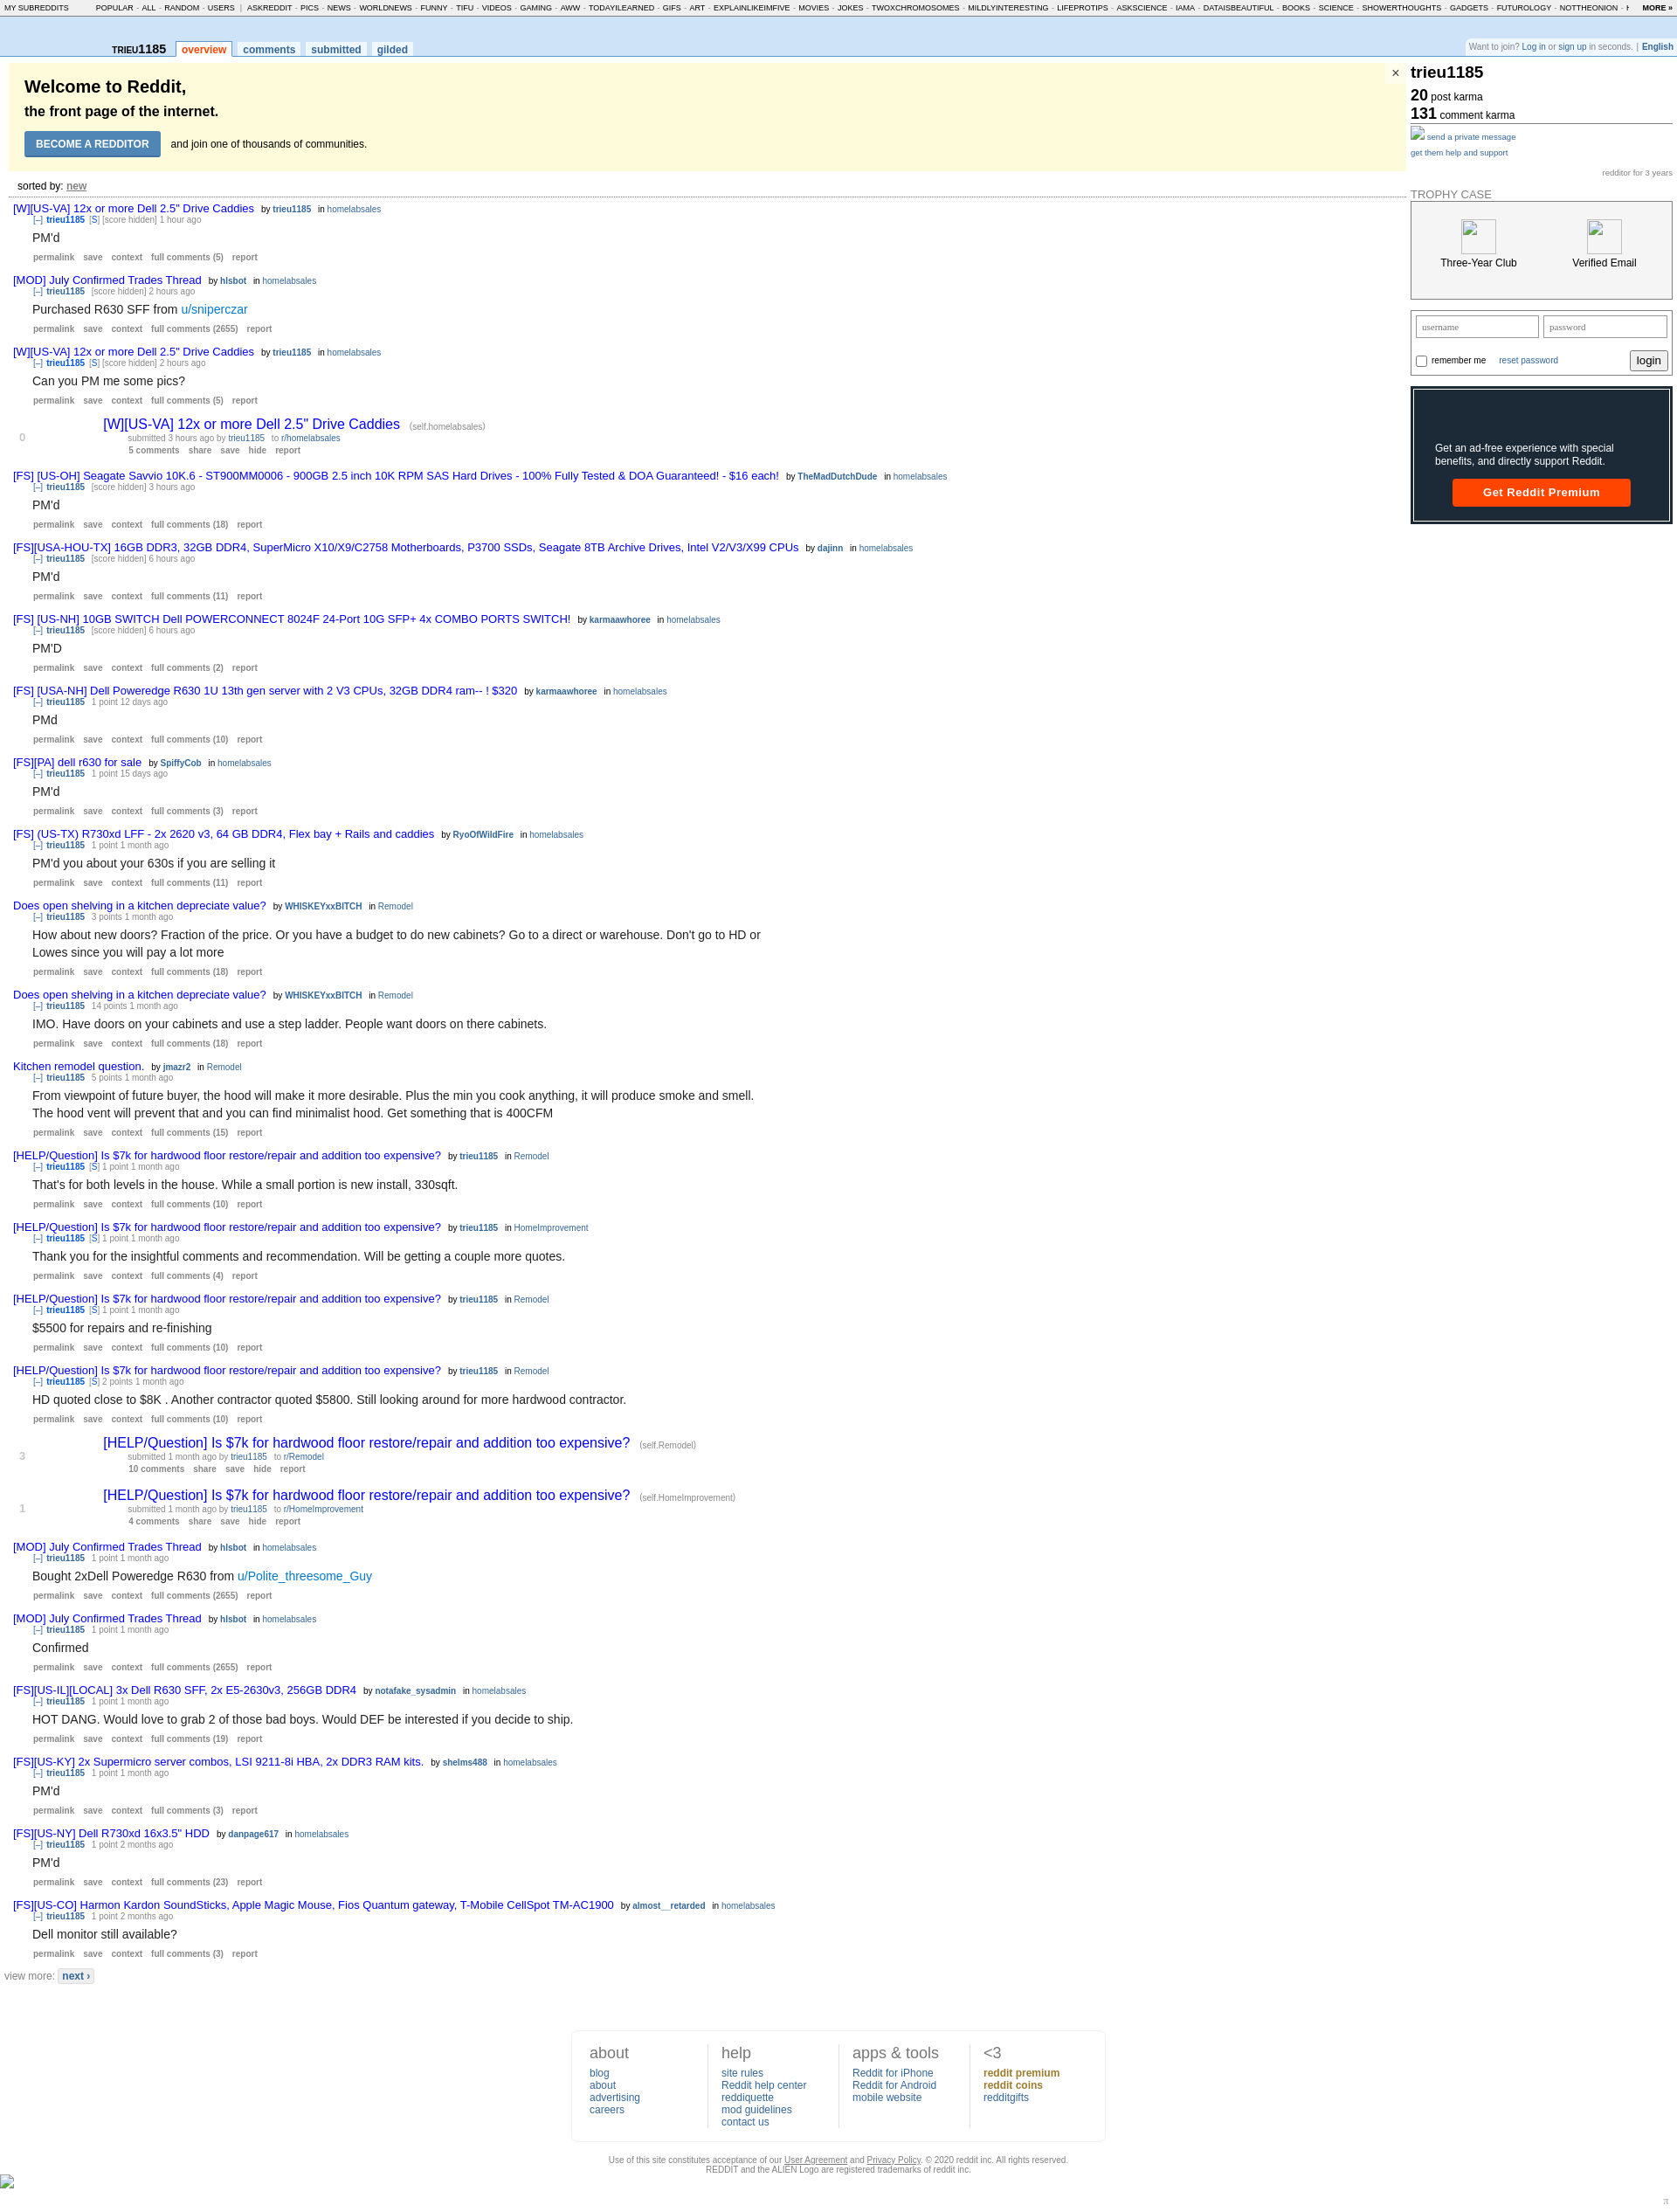 MY SUBREDDITS POPULAR - ALL - RANDOM - USERS | ASKREDDIT - PICS - NEWS - WORLDNEWS - FUNNY - TIFU - VIDEOS - GAMING - AWW - TODAYILEARNED - GIFS - ART - EXPLAINLIKEIMFIVE - MOVIES - JOKES - TWOXCHROMOSOMES - MILDLYINTERESTING - LIFEPROTIPS - ASKSCIENCE - IAMA - DATAISBEAUTIFUL - BOOKS - SCIENCE - SHOWERTHOUGHTS - GADGETS - FUTUROLOGY - NOTTHEONION - MORE »
TRIEU1185 overview comments submitted gilded
Want to join? Log in or sign up in seconds. | English
Welcome to Reddit,
the front page of the internet.
BECOME A REDDITOR and join one of thousands of communities.
×
sorted by: new
[W][US-VA] 12x or more Dell 2.5" Drive Caddies by trieu1185 in homelabsales
[–] trieu1185 [S] [score hidden] 1 hour ago
PM'd
permalink save context full comments (5) report
[MOD] July Confirmed Trades Thread by hlsbot in homelabsales
[–] trieu1185 [score hidden] 2 hours ago
Purchased R630 SFF from u/sniperczar
permalink save context full comments (2655) report
[W][US-VA] 12x or more Dell 2.5" Drive Caddies by trieu1185 in homelabsales
[–] trieu1185 [S] [score hidden] 2 hours ago
Can you PM me some pics?
permalink save context full comments (5) report
0
[W][US-VA] 12x or more Dell 2.5" Drive Caddies (self.homelabsales)
submitted 3 hours ago by trieu1185 to r/homelabsales
5 comments share save hide report
[FS] [US-OH] Seagate Savvio 10K.6 - ST900MM0006 - 900GB 2.5 inch 10K RPM SAS Hard Drives - 100% Fully Tested & DOA Guaranteed! - $16 each! by TheMadDutchDude in homelabsales
[–] trieu1185 [score hidden] 3 hours ago
PM'd
permalink save context full comments (18) report
[FS][USA-HOU-TX] 16GB DDR3, 32GB DDR4, SuperMicro X10/X9/C2758 Motherboards, P3700 SSDs, Seagate 8TB Archive Drives, Intel V2/V3/X99 CPUs by dajinn in homelabsales
[–] trieu1185 [score hidden] 6 hours ago
PM'd
permalink save context full comments (11) report
[FS] [US-NH] 10GB SWITCH Dell POWERCONNECT 8024F 24-Port 10G SFP+ 4x COMBO PORTS SWITCH! by karmaawhoree in homelabsales
[–] trieu1185 [score hidden] 6 hours ago
PM'D
permalink save context full comments (2) report
[FS] [USA-NH] Dell Poweredge R630 1U 13th gen server with 2 V3 CPUs, 32GB DDR4 ram-- ! $320 by karmaawhoree in homelabsales
[–] trieu1185 1 point 12 days ago
PMd
permalink save context full comments (10) report
[FS][PA] dell r630 for sale by SpiffyCob in homelabsales
[–] trieu1185 1 point 15 days ago
PM'd
permalink save context full comments (3) report
[FS] (US-TX) R730xd LFF - 2x 2620 v3, 64 GB DDR4, Flex bay + Rails and caddies by RyoOfWildFire in homelabsales
[–] trieu1185 1 point 1 month ago
PM'd you about your 630s if you are selling it
permalink save context full comments (11) report
Does open shelving in a kitchen depreciate value? by WHISKEYxxBITCH in Remodel
[–] trieu1185 3 points 1 month ago
How about new doors? Fraction of the price. Or you have a budget to do new cabinets? Go to a direct or warehouse. Don't go to HD or
Lowes since you will pay a lot more
permalink save context full comments (18) report
Does open shelving in a kitchen depreciate value? by WHISKEYxxBITCH in Remodel
[–] trieu1185 14 points 1 month ago
IMO. Have doors on your cabinets and use a step ladder. People want doors on there cabinets.
permalink save context full comments (18) report
Kitchen remodel question. by jmazr2 in Remodel
[–] trieu1185 5 points 1 month ago
From viewpoint of future buyer, the hood will make it more desirable. Plus the min you cook anything, it will produce smoke and smell.
The hood vent will prevent that and you can find minimalist hood. Get something that is 400CFM
permalink save context full comments (15) report
[HELP/Question] Is $7k for hardwood floor restore/repair and addition too expensive? by trieu1185 in Remodel
[–] trieu1185 [S] 1 point 1 month ago
That's for both levels in the house. While a small portion is new install, 330sqft.
permalink save context full comments (10) report
[HELP/Question] Is $7k for hardwood floor restore/repair and addition too expensive? by trieu1185 in HomeImprovement
[–] trieu1185 [S] 1 point 1 month ago
Thank you for the insightful comments and recommendation. Will be getting a couple more quotes.
permalink save context full comments (4) report
[HELP/Question] Is $7k for hardwood floor restore/repair and addition too expensive? by trieu1185 in Remodel
[–] trieu1185 [S] 1 point 1 month ago
$5500 for repairs and re-finishing
permalink save context full comments (10) report
[HELP/Question] Is $7k for hardwood floor restore/repair and addition too expensive? by trieu1185 in Remodel
[–] trieu1185 [S] 2 points 1 month ago
HD quoted close to $8K . Another contractor quoted $5800. Still looking around for more hardwood contractor.
permalink save context full comments (10) report
3
[HELP/Question] Is $7k for hardwood floor restore/repair and addition too expensive? (self.Remodel)
submitted 1 month ago by trieu1185 to r/Remodel
10 comments share save hide report
1
[HELP/Question] Is $7k for hardwood floor restore/repair and addition too expensive? (self.HomeImprovement)
submitted 1 month ago by trieu1185 to r/HomeImprovement
4 comments share save hide report
[MOD] July Confirmed Trades Thread by hlsbot in homelabsales
[–] trieu1185 1 point 1 month ago
Bought 2xDell Poweredge R630 from u/Polite_threesome_Guy
permalink save context full comments (2655) report
[MOD] July Confirmed Trades Thread by hlsbot in homelabsales
[–] trieu1185 1 point 1 month ago
Confirmed
permalink save context full comments (2655) report
[FS][US-IL][LOCAL] 3x Dell R630 SFF, 2x E5-2630v3, 256GB DDR4 by notafake_sysadmin in homelabsales
[–] trieu1185 1 point 1 month ago
HOT DANG. Would love to grab 2 of those bad boys. Would DEF be interested if you decide to ship.
permalink save context full comments (19) report
[FS][US-KY] 2x Supermicro server combos, LSI 9211-8i HBA, 2x DDR3 RAM kits. by shelms488 in homelabsales
[–] trieu1185 1 point 1 month ago
PM'd
permalink save context full comments (3) report
[FS][US-NY] Dell R730xd 16x3.5" HDD by danpage617 in homelabsales
[–] trieu1185 1 point 2 months ago
PM'd
permalink save context full comments (23) report
[FS][US-CO] Harmon Kardon SoundSticks, Apple Magic Mouse, Fios Quantum gateway, T-Mobile CellSpot TM-AC1900 by almost__retarded in homelabsales
[–] trieu1185 1 point 2 months ago
Dell monitor still available?
permalink save context full comments (3) report
view more: next ›
trieu1185
20 post karma
131 comment karma
send a private message
get them help and support
redditor for 3 years
TROPHY CASE
Three-Year Club Verified Email
username password
remember me reset password login
Get an ad-free experience with special
benefits, and directly support Reddit.
Get Reddit Premium
about
blog
about
advertising
careers
help
site rules
Reddit help center
reddiquette
mod guidelines
contact us
apps & tools
Reddit for iPhone
Reddit for Android
mobile website
<3
reddit premium
reddit coins
redditgifts
Use of this site constitutes acceptance of our User Agreement and Privacy Policy. © 2020 reddit inc. All rights reserved.
REDDIT and the ALIEN Logo are registered trademarks of reddit inc.
π